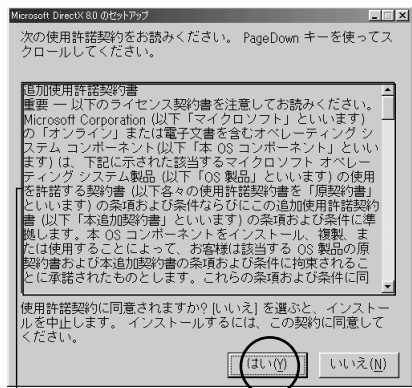 Microsoft DirectX 8.0 のセットアップ
次の使用許諾契約をお読みください。 PageDown キーを使ってス
クロールしてください。
追加使用許諾契約書
重要 — 以下のライセンス契約書を注意してお読みください。
Microsoft Corporation (以下「マイクロソフト」といいます)
の「オンライン」または電子文書を含むオペレーティング シ
ステム コンポーネント(以下「本 OS コンポーネント」といい
ます) は、下記に示された該当するマイクロソフト オペレー
ティング システム製品 (以下「OS 製品」といいます) の使用
を許諾する契約書 (以下各々の使用許諾契約書を「原契約書」
といいます) の条項および条件ならびにこの追加使用許諾契約
書 (以下「本追加契約書」といいます) の条項および条件に準
拠します。本 OS コンポーネントをインストール、複製、ま
たは使用することによって、お客様は該当する OS 製品の原
契約書および本追加契約書の条項および条件に拘束されるこ
とに承諾されたものとします。これらの条項および条件に同
使用許諾契約に同意されますか? [いいえ] を選ぶと、インストー
ルを中止します。 インストールするには、この契約に同意して
ください。
はい(Y) いいえ(N)